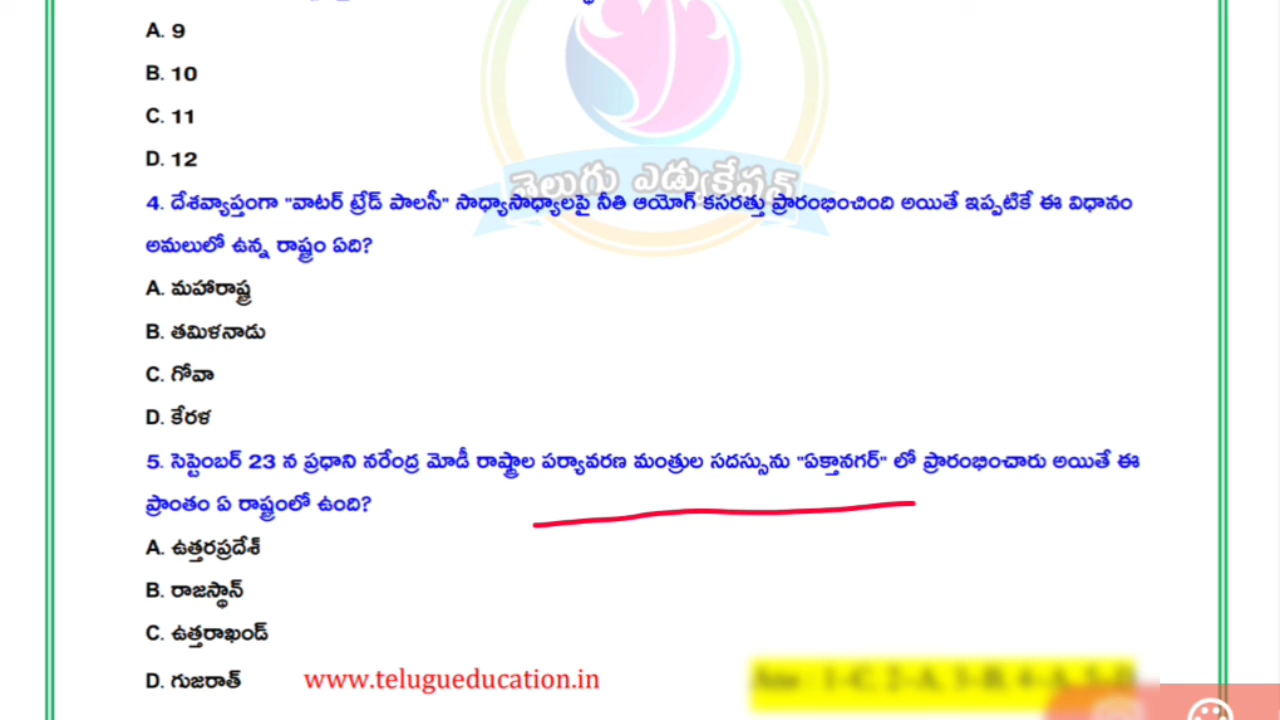 A. 9
B. 10
C. 11
D. 12
తెలుగు ఎడ్యుకేషన్
4. దేశవ్యాప్తంగా "వాటర్ ట్రేడ్ పాలసీ" సాధ్యాసాధ్యాలపై నీతి ఆయోగ్ కసరత్తు ప్రారంభించింది అయితే ఇప్పటికే ఈ విధానం
అమలులో ఉన్న రాష్ట్రం ఏది?
A. మహారాష్ట్ర
B. తమిళనాడు
C. గోవా
D. కేరళ
5. సెప్టెంబర్ 23 న ప్రధాని నరేంద్ర మోడీ రాష్ట్రాల పర్యావరణ మంత్రుల సదస్సును "ఏక్తానగర్" లో ప్రారంభించారు అయితే ఈ
ప్రాంతం ఏ రాష్ట్రంలో ఉంది?
A. ఉత్తరప్రదేశ్
B. రాజస్థాన్
C. ఉత్తరాఖండ్
D. గుజరాత్ www.telugueducation.in